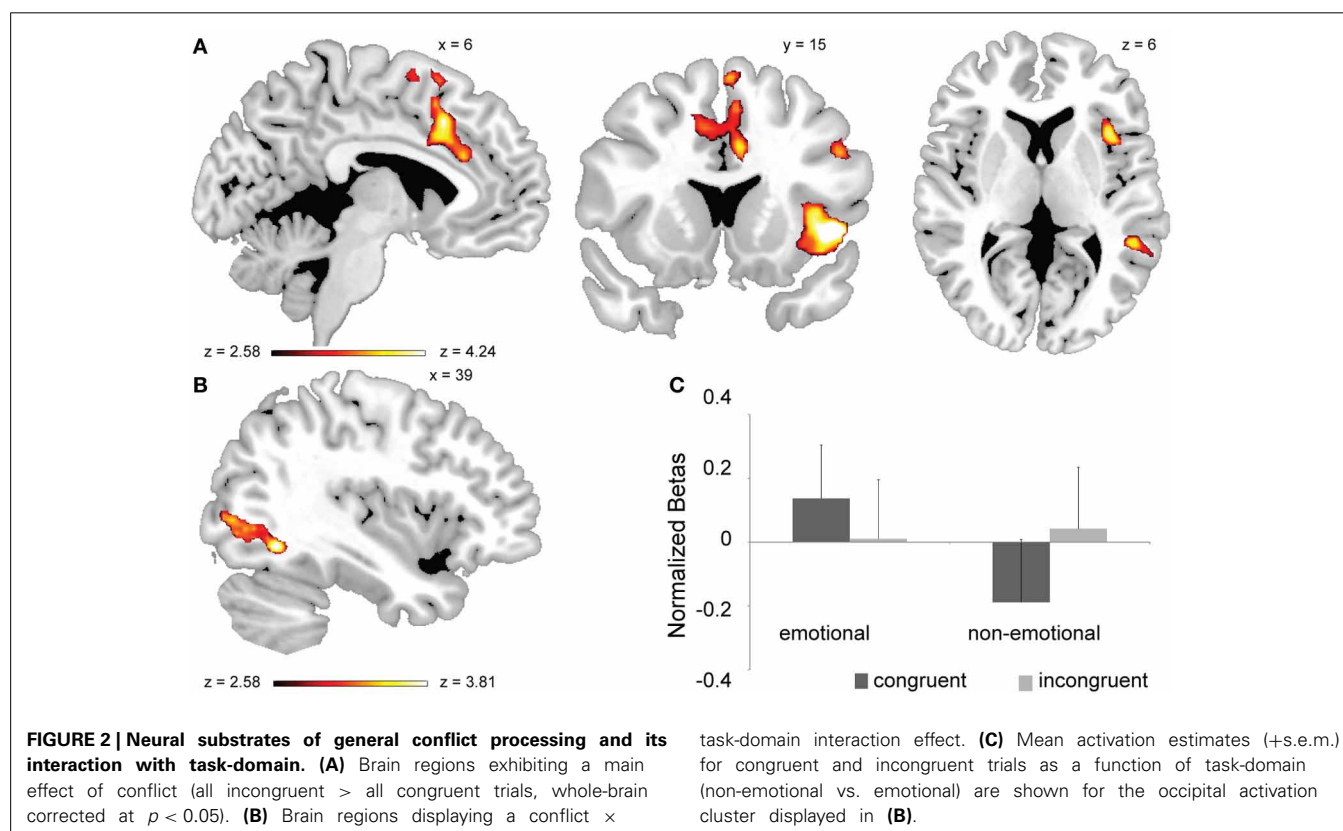 A
x = 6
y = 15
z = 6
z = 2.58
z = 4.24
B
x = 39
z = 2.58
z = 3.81
C
Normalized Betas
0.4
0.2
0
-0.2
-0.4
emotional
non-emotional
congruent
incongruent
FIGURE 2 | Neural substrates of general conflict processing and its
interaction with task-domain. (A) Brain regions exhibiting a main
effect of conflict (all incongruent > all congruent trials, whole-brain
corrected at p < 0.05). (B) Brain regions displaying a conflict ×
task-domain interaction effect. (C) Mean activation estimates (+s.e.m.)
for congruent and incongruent trials as a function of task-domain
(non-emotional vs. emotional) are shown for the occipital activation
cluster displayed in (B).